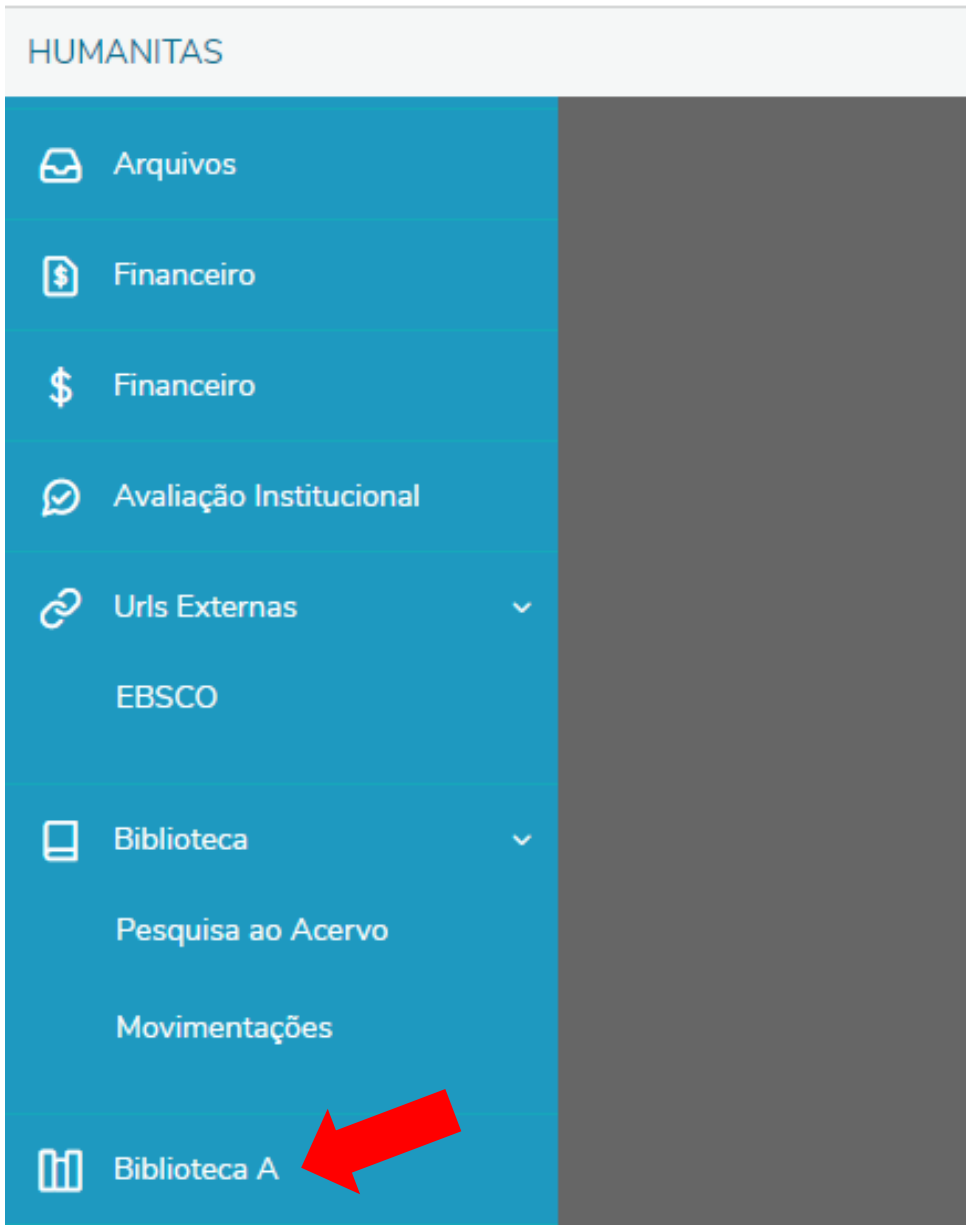 HUMANITAS
Arquivos
Financeiro
$ Financeiro
Avaliação Institucional
Urls Externas
EBSCO
Biblioteca
Pesquisa ao Acervo
Movimentações
Biblioteca A